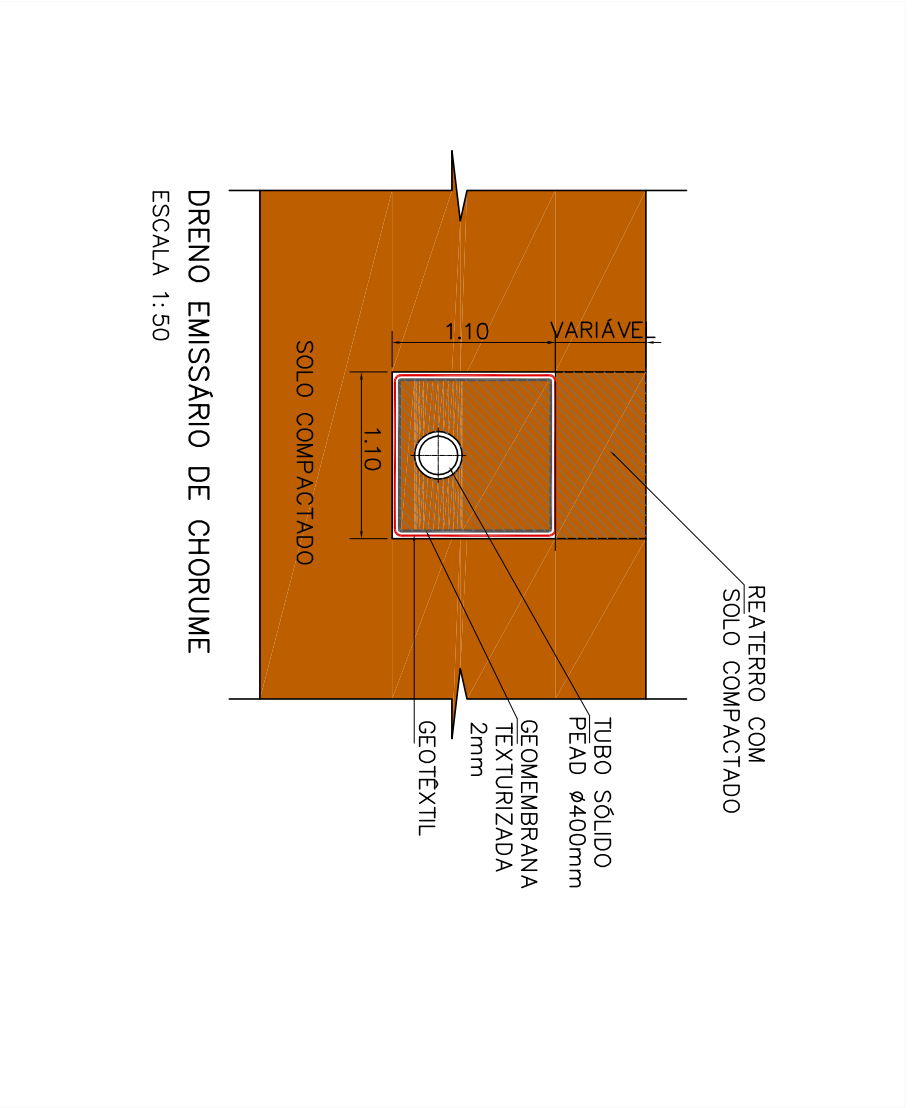 REATERRO COM
SOLO COMPACTADO
VARIÁVEL
1.10
1.10
TUBO SÓLIDO
PEAD ø400mm
GEOMEMBRANA
TEXTURIZADA
2mm
GEOTÊXTIL
SOLO COMPACTADO
DRENO EMISSÁRIO DE CHORUME
ESCALA 1:50